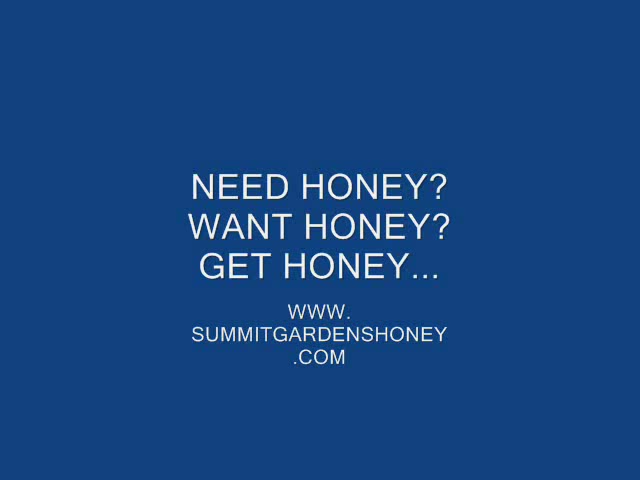 NEED HONEY?
WANT HONEY?
GET HONEY...
WWW.
SUMMITGARDENSHONEY
.COM